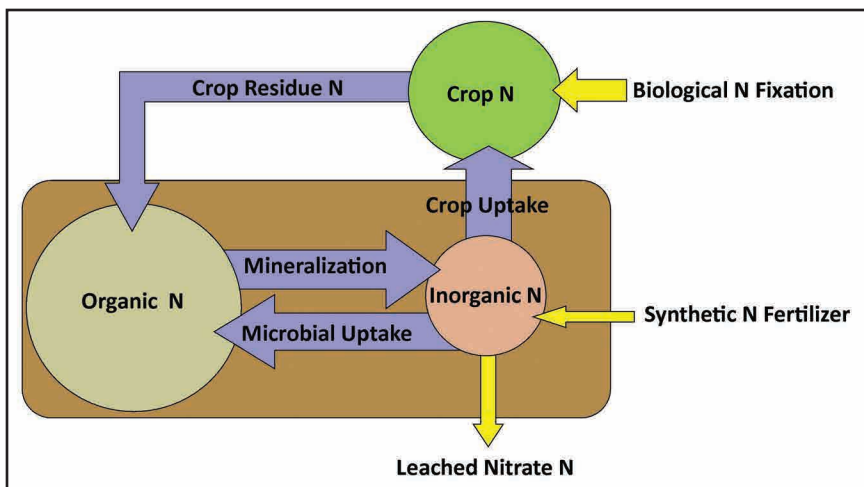 Crop Residue N
Crop N
Biological N Fixation
Crop Uptake
Mineralization
Organic N
Inorganic N
Synthetic N Fertilizer
Microbial Uptake
Leached Nitrate N